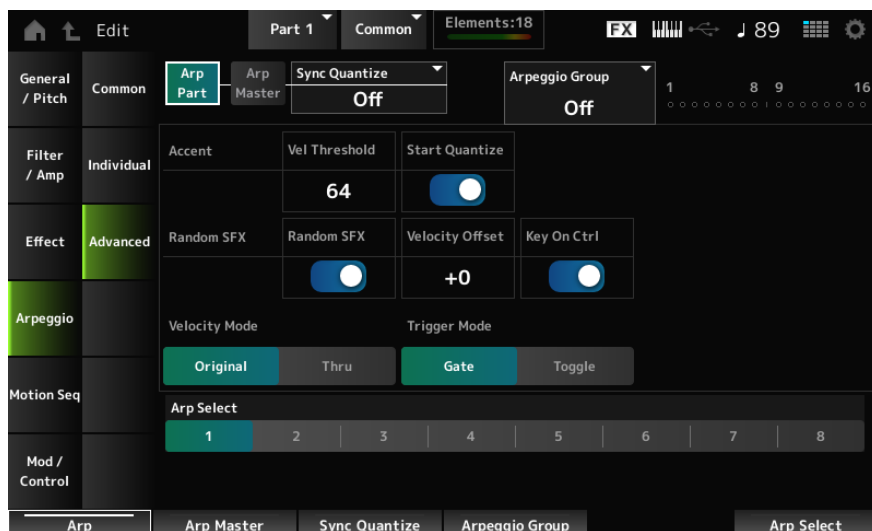 Edit
Part 1
Common
Elements:18
FX
89
General
/ Pitch
Filter
/ Amp
Effect
Arpeggio
Motion Seq
Mod /
Control
Common
Individual
Advanced
Arp
Part
Arp
Master
Sync Quantize
Off
Arpeggio Group
Off
1 8 9 16
Accent
Vel Threshold
64
Start Quantize
Random SFX
Random SFX
Velocity Offset
+0
Key On Ctrl
Velocity Mode
Original
Thru
Trigger Mode
Gate
Toggle
Arp Select
1 2 3 4 5 6 7 8
Arp
Arp Master
Sync Quantize
Arpeggio Group
Arp Select